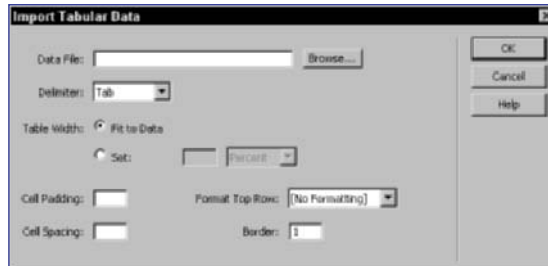 Import Tabular Data
Data File: Browse... OK
Delimiter: Tab Cancel
Help
Table Width: Fit to Data
Set: Percent
Cell Padding: Format Top Row: [No Formatting]
Cell Spacing: Border: 1